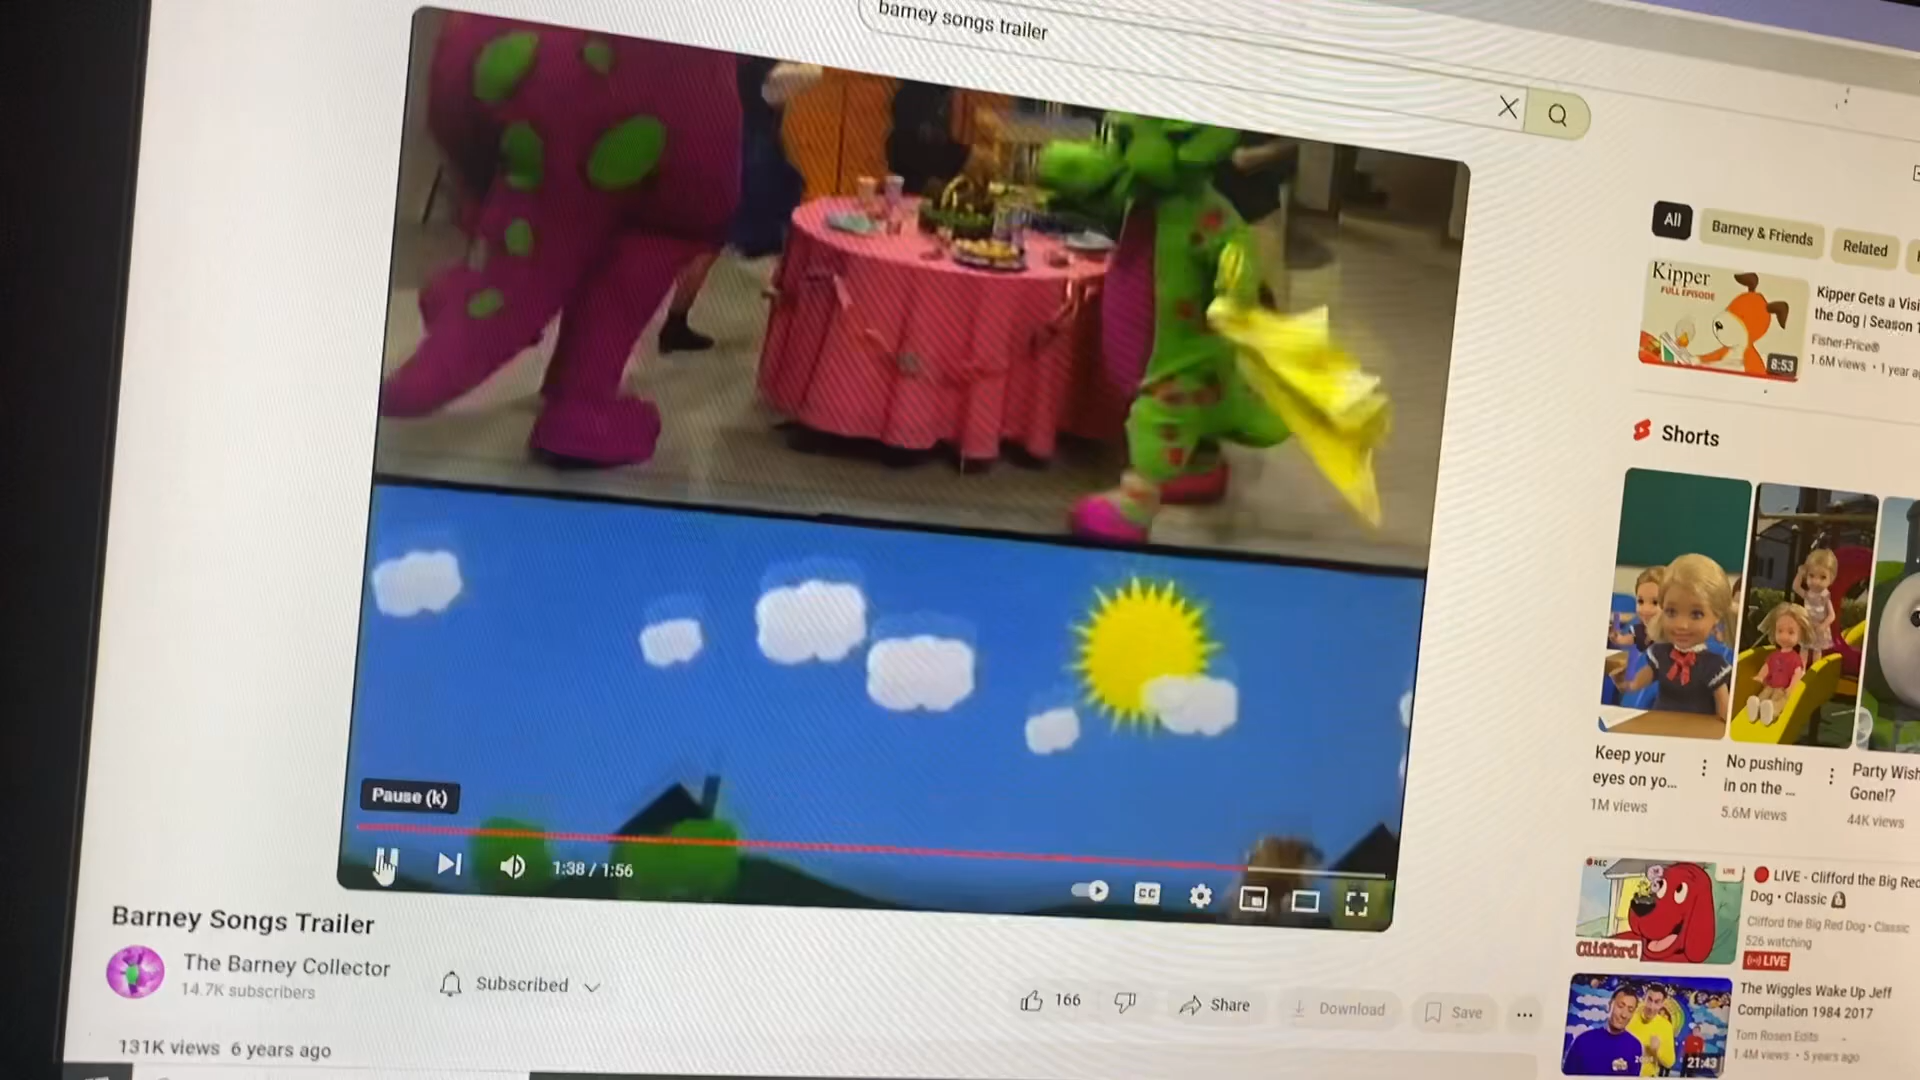 barney songs trailer
All
Barney & Friends
Related
Kipper
FULL EPISODE
8:53
Kipper Gets a Visi
the Dog | Season 1
Fisher-Price®
1.6M views • 1 year a
Shorts
Keep your
eyes on yo...
1M views
No pushing
in on the ...
5.6M views
Party Wish
Gone!?
44K views
Pause (k)
1:38 / 1:56
CC
REC
LIVE
Clifford
LIVE - Clifford the Big Red
Dog • Classic
Clifford the Big Red Dog • Classic
526 watching
LIVE
21:43
The Wiggles Wake Up Jeff
Compilation 1984 2017
Tom Rosen Edits
1.4M views • 5 years ago
Barney Songs Trailer
The Barney Collector
14.7K subscribers
Subscribed
166
Share
Download
Save
131K views 6 years ago